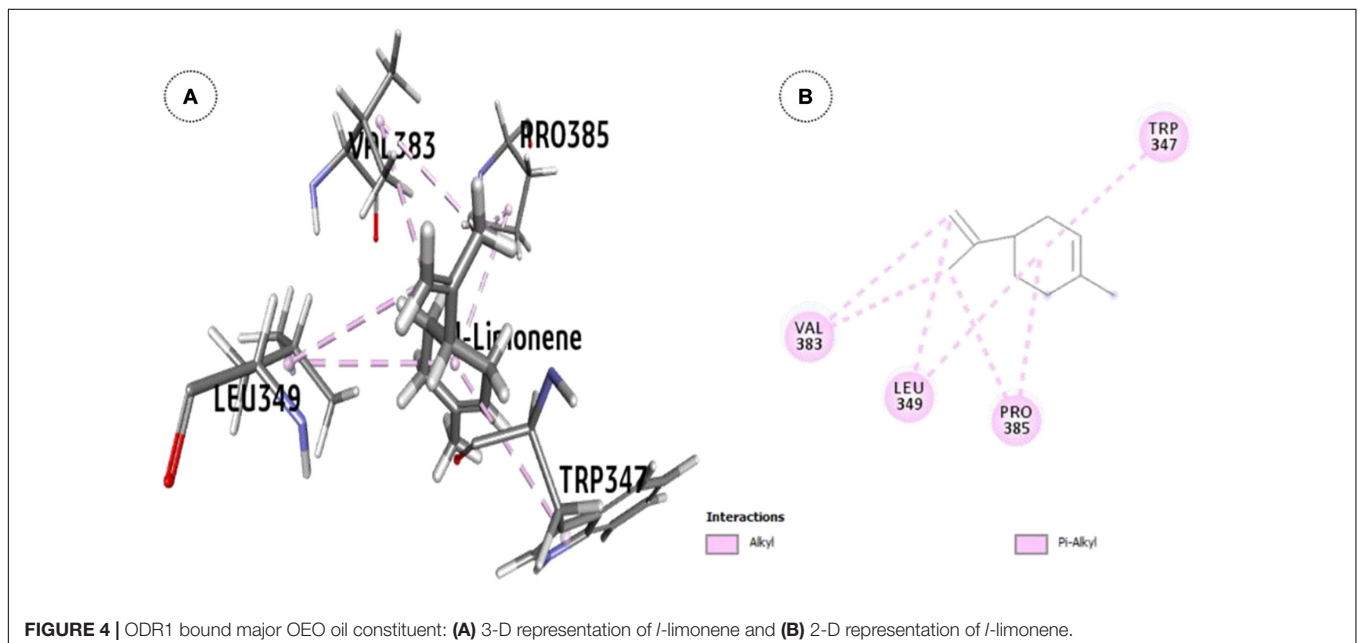 A
VAL383
PRO385
LEU349
l-Limonene
TRP347
B
TRP
347
VAL
383
LEU
349
PRO
385
Interactions
Alkyl
Pi-Alkyl
FIGURE 4 | ODR1 bound major OEO oil constituent: (A) 3-D representation of l-limonene and (B) 2-D representation of l-limonene.